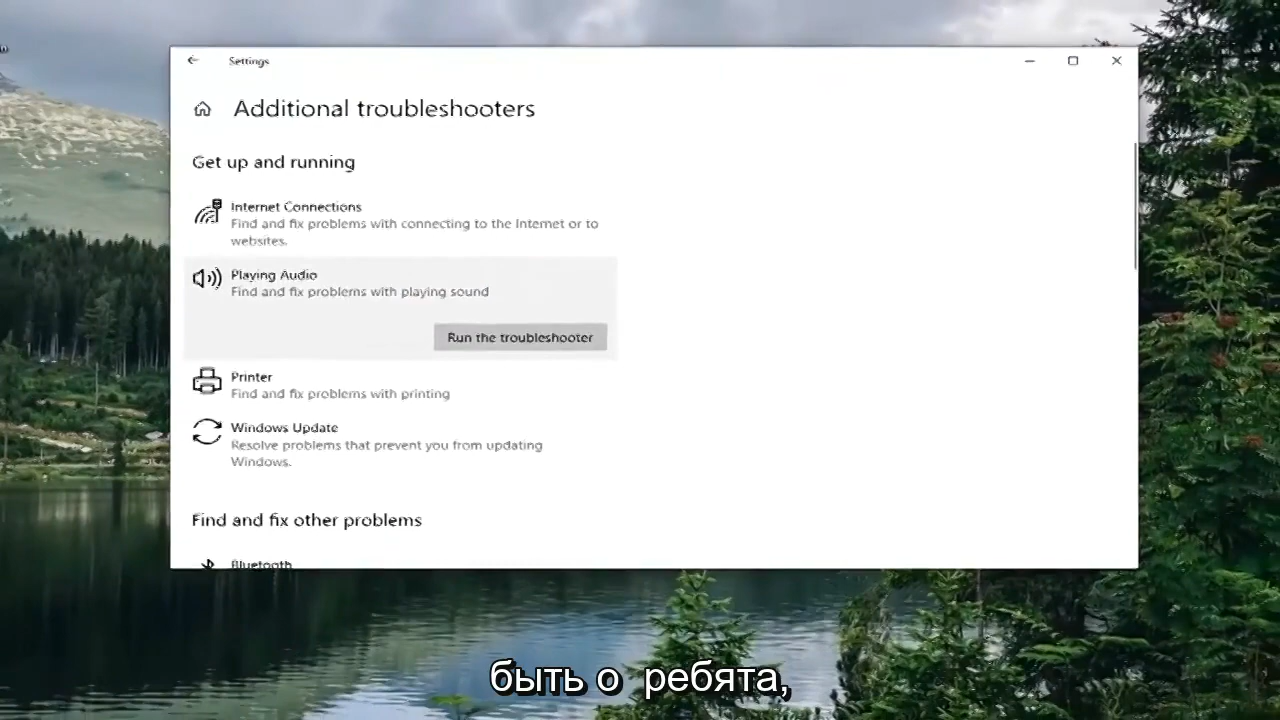 Settings
Additional troubleshooters
Get up and running
Internet Connections
Find and fix problems with connecting to the Internet or to
websites.
Playing Audio
Find and fix problems with playing sound
Run the troubleshooter
Printer
Find and fix problems with printing
Windows Update
Resolve problems that prevent you from updating
Windows.
Find and fix other problems
Bluetooth
быть о ребята,